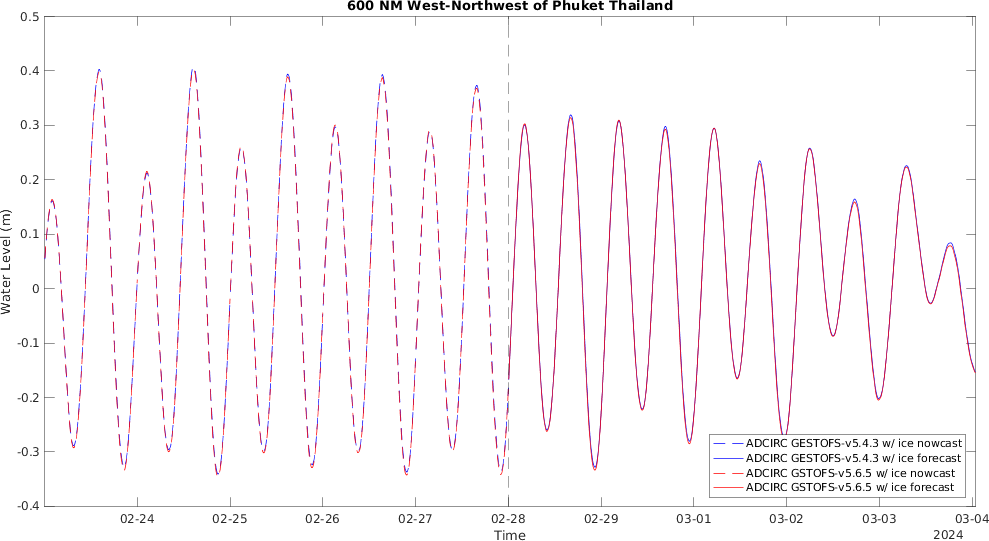 600 NM West-Northwest of Phuket Thailand
0.5
0.4
0.3
0.2
0.1
0
-0.1
-0.2
-0.3
-0.4
Water Level (m)
ADCIRC GESTOFS-v5.4.3 w/ ice nowcast
ADCIRC GESTOFS-v5.4.3 w/ ice forecast
ADCIRC GSTOFS-v5.6.5 w/ ice nowcast
ADCIRC GSTOFS-v5.6.5 w/ ice forecast
02-24 02-25 02-26 02-27 02-28 02-29 03-01 03-02 03-03 03-04
Time
2024